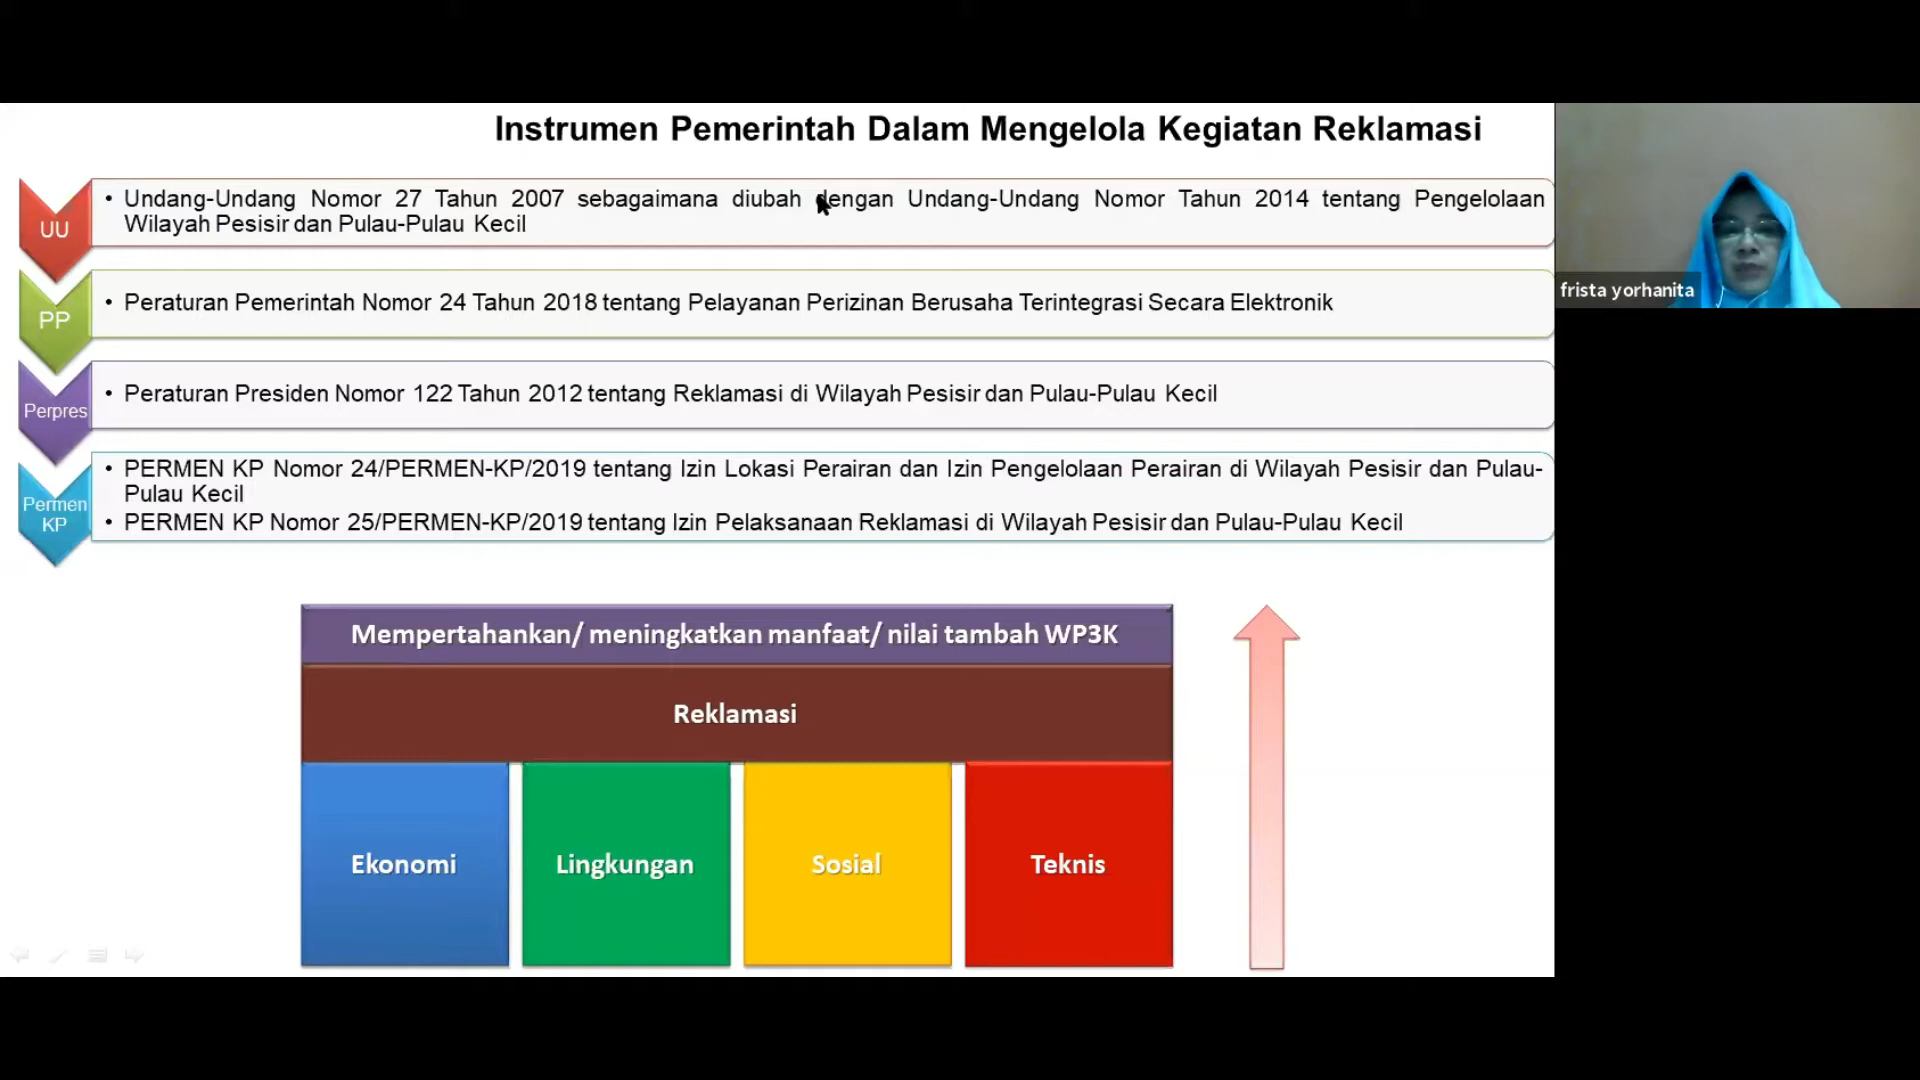 Instrumen Pemerintah Dalam Mengelola Kegiatan Reklamasi
UU
• Undang-Undang Nomor 27 Tahun 2007 sebagaimana diubah dengan Undang-Undang Nomor Tahun 2014 tentang Pengelolaan
Wilayah Pesisir dan Pulau-Pulau Kecil
PP
• Peraturan Pemerintah Nomor 24 Tahun 2018 tentang Pelayanan Perizinan Berusaha Terintegrasi Secara Elektronik
Perpres
• Peraturan Presiden Nomor 122 Tahun 2012 tentang Reklamasi di Wilayah Pesisir dan Pulau-Pulau Kecil
Permen
KP
• PERMEN KP Nomor 24/PERMEN-KP/2019 tentang Izin Lokasi Perairan dan Izin Pengelolaan Perairan di Wilayah Pesisir dan Pulau-
Pulau Kecil
• PERMEN KP Nomor 25/PERMEN-KP/2019 tentang Izin Pelaksanaan Reklamasi di Wilayah Pesisir dan Pulau-Pulau Kecil
Mempertahankan/ meningkatkan manfaat/ nilai tambah WP3K
Reklamasi
Ekonomi
Lingkungan
Sosial
Teknis
frista yorhanita